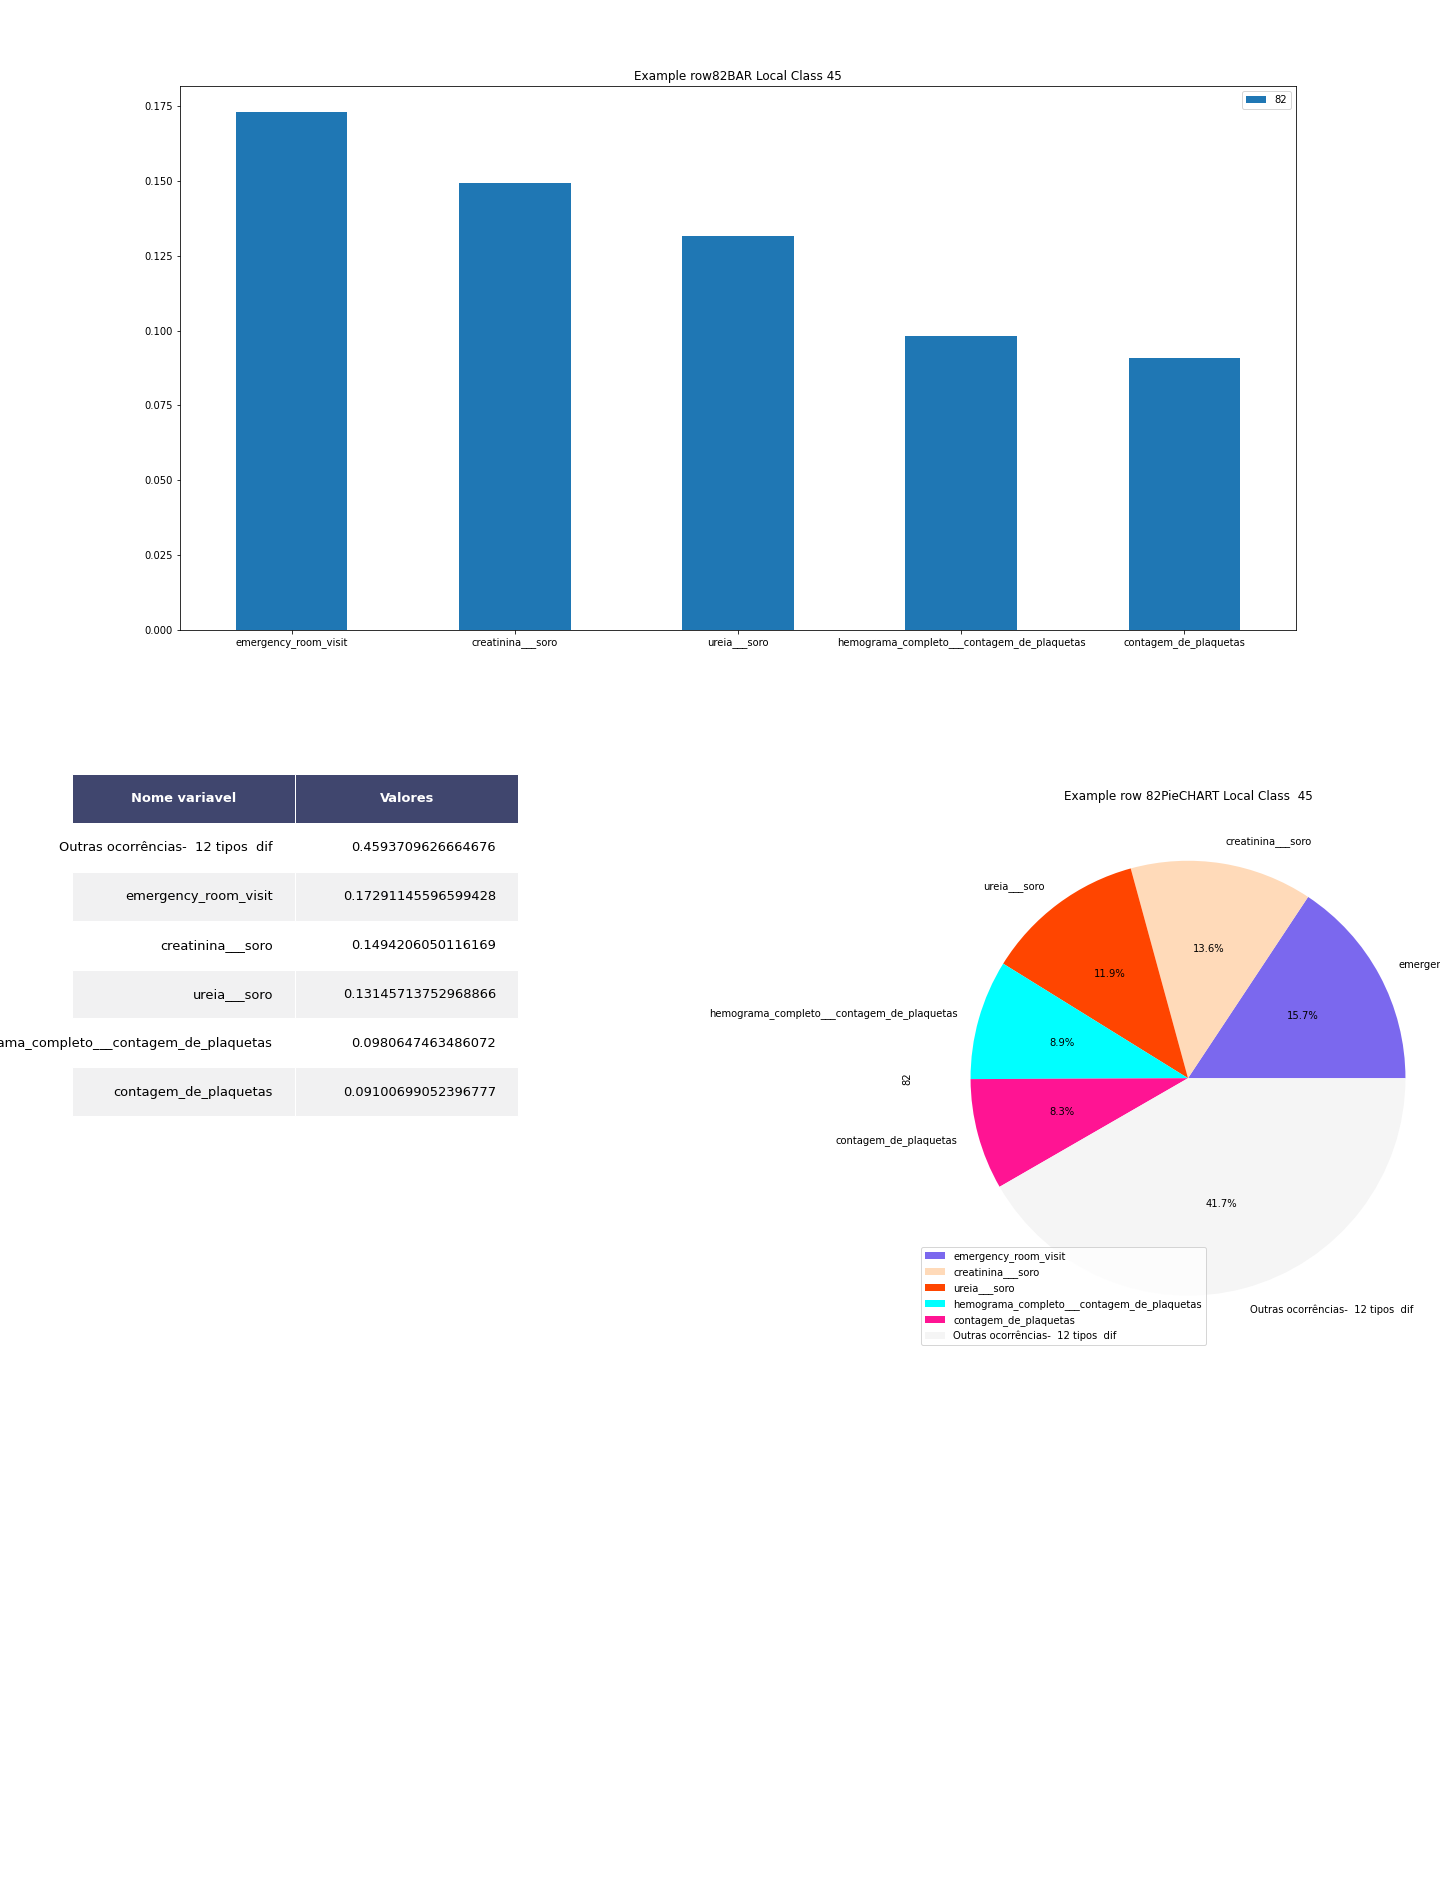 Example row82BAR Local Class 45
82
0.175
0.150
0.125
0.100
0.075
0.050
0.025
0.000
emergency_room_visit
creatinina___soro
ureia___soro
hemograma_completo___contagem_de_plaquetas
contagem_de_plaquetas
Nome variavel Valores
Outras ocorrências-  12 tipos  dif 0.4593709626664676
emergency_room_visit 0.17291145596599428
creatinina___soro 0.1494206050116169
ureia___soro 0.13145713752968866
ama_completo___contagem_de_plaquetas 0.0980647463486072
contagem_de_plaquetas 0.09100699052396777
Example row 82PieCHART Local Class  45
creatinina___soro
ureia___soro
13.6%
emerger
11.9%
hemograma_completo___contagem_de_plaquetas
15.7%
8.9%
82
8.3%
contagem_de_plaquetas
41.7%
emergency_room_visit
creatinina___soro
ureia___soro
hemograma_completo___contagem_de_plaquetas
contagem_de_plaquetas
Outras ocorrências-  12 tipos  dif
Outras ocorrências-  12 tipos  dif